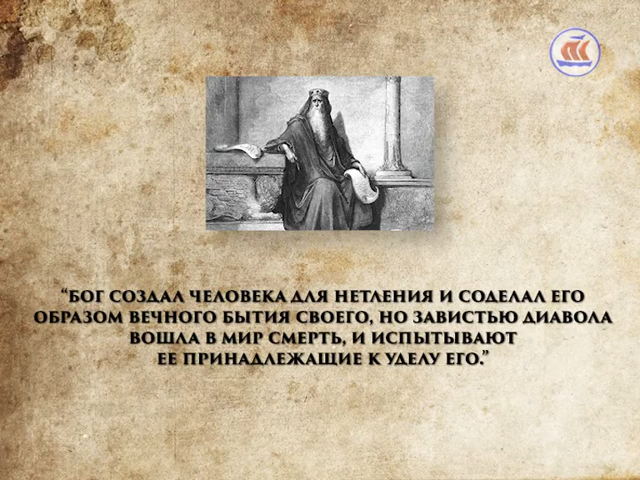 “БОГ СОЗДАЛ ЧЕЛОВЕКА ДЛЯ НЕТЛЕНИЯ И СОДЕЛАЛ ЕГО
ОБРАЗОМ ВЕЧНОГО БЫТИЯ СВОЕГО, НО ЗАВИСТЬЮ ДИАВОЛА
ВОШЛА В МИР СМЕРТЬ, И ИСПЫТЫВАЮТ
ЕЕ ПРИНАДЛЕЖАЩИЕ К УДЕЛУ ЕГО.”